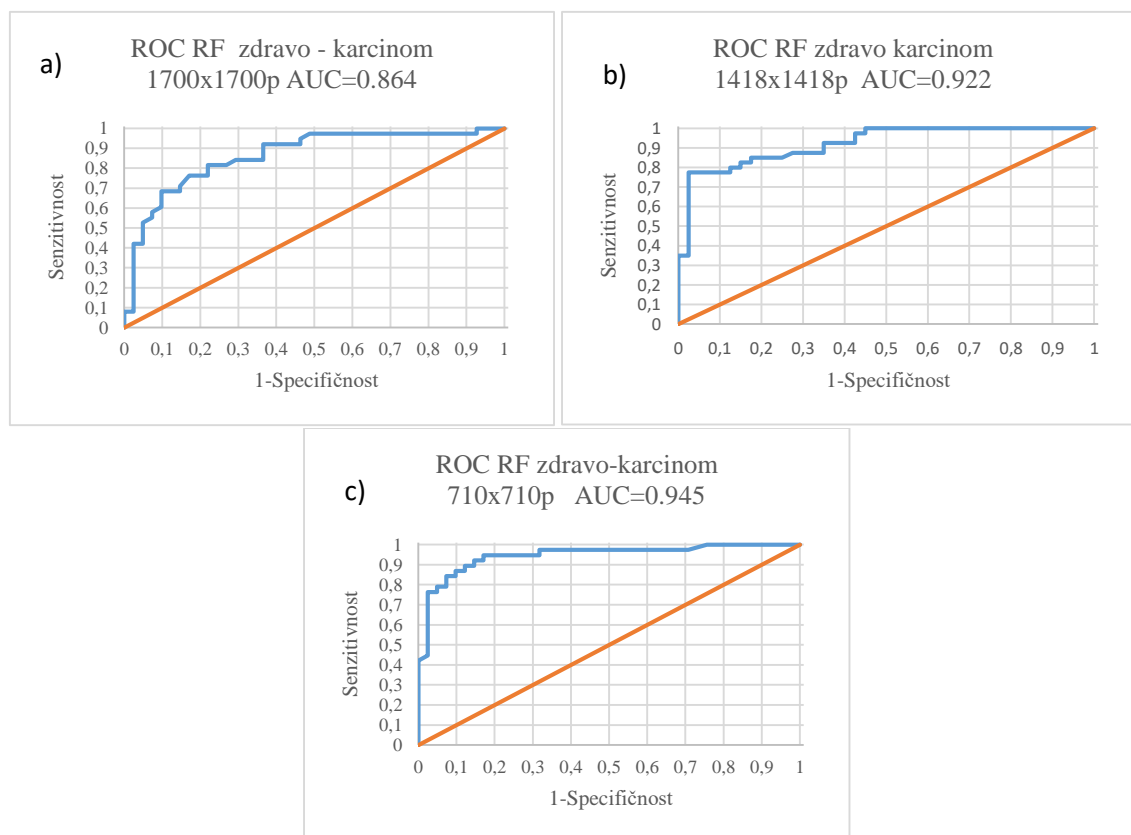 a)
ROC RF zdravo - karcinom
1700x1700p AUC=0.864
Senzitivnost
1
0,9
0,8
0,7
0,6
0,5
0,4
0,3
0,2
0,1
0
0 0,1 0,2 0,3 0,4 0,5 0,6 0,7 0,8 0,9 1
1-Specifičnost
b)
ROC RF zdravo karcinom
1418x1418p AUC=0.922
Senzitivnost
1
0,9
0,8
0,7
0,6
0,5
0,4
0,3
0,2
0,1
0
0 0,1 0,2 0,3 0,4 0,5 0,6 0,7 0,8 0,9 1
1-Specifičnost
c)
ROC RF zdravo-karcinom
710x710p AUC=0.945
Senzitivnost
1
0,9
0,8
0,7
0,6
0,5
0,4
0,3
0,2
0,1
0
0 0,1 0,2 0,3 0,4 0,5 0,6 0,7 0,8 0,9 1
1-Specifičnost